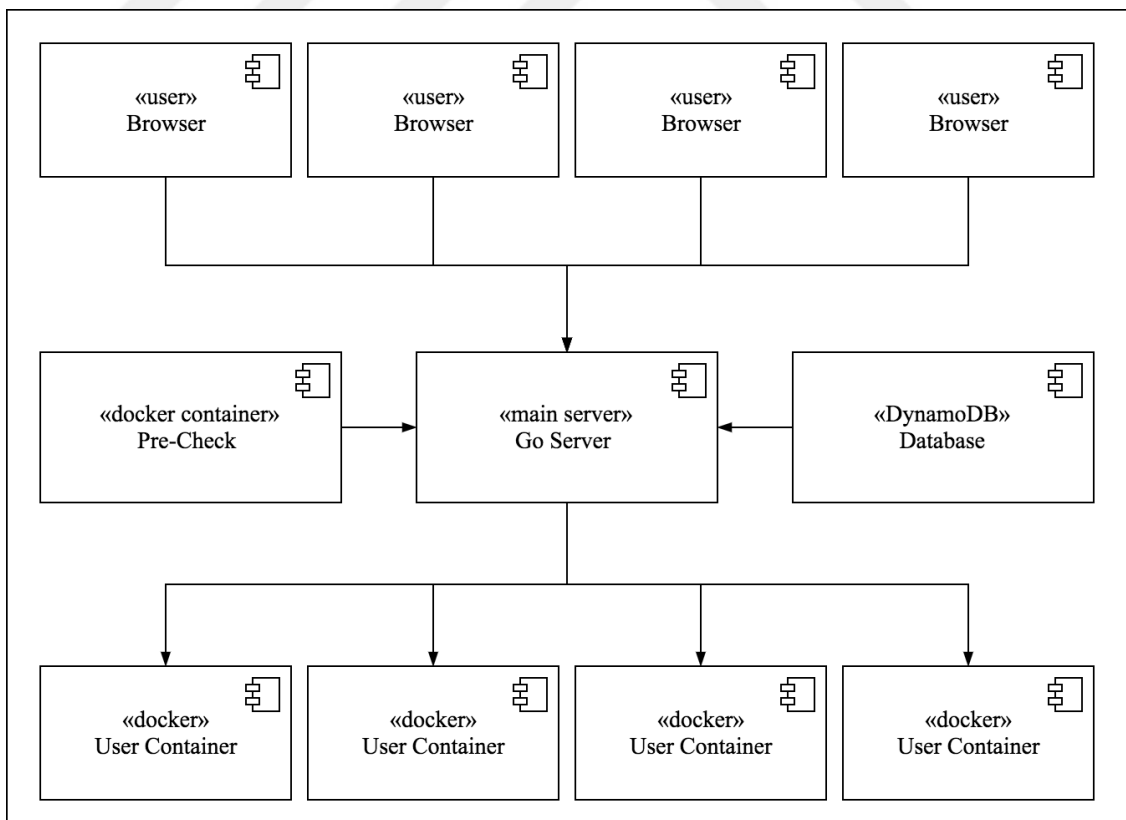 «user»
Browser
«user»
Browser
«user»
Browser
«user»
Browser
«docker container»
Pre-Check
«main server»
Go Server
«DynamoDB»
Database
«docker»
User Container
«docker»
User Container
«docker»
User Container
«docker»
User Container